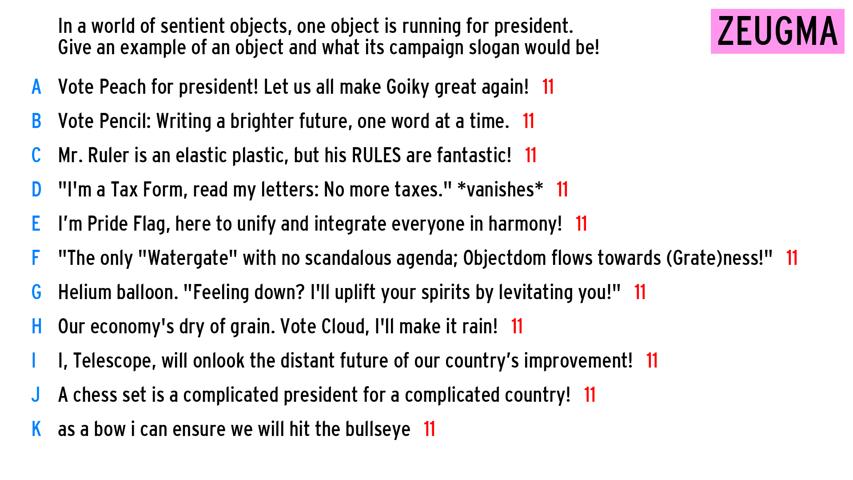 In a world of sentient objects, one object is running for president.
Give an example of an object and what its campaign slogan would be!
ZEUGMA
A Vote Peach for president! Let us all make Goiky great again! 11
B Vote Pencil: Writing a brighter future, one word at a time. 11
C Mr. Ruler is an elastic plastic, but his RULES are fantastic! 11
D "I'm a Tax Form, read my letters: No more taxes." *vanishes* 11
E I’m Pride Flag, here to unify and integrate everyone in harmony! 11
F "The only "Watergate" with no scandalous agenda; Objectdom flows towards (Grate)ness!" 11
G Helium balloon. "Feeling down? I'll uplift your spirits by levitating you!" 11
H Our economy's dry of grain. Vote Cloud, I'll make it rain! 11
I I, Telescope, will onlook the distant future of our country’s improvement! 11
J A chess set is a complicated president for a complicated country! 11
K as a bow i can ensure we will hit the bullseye 11